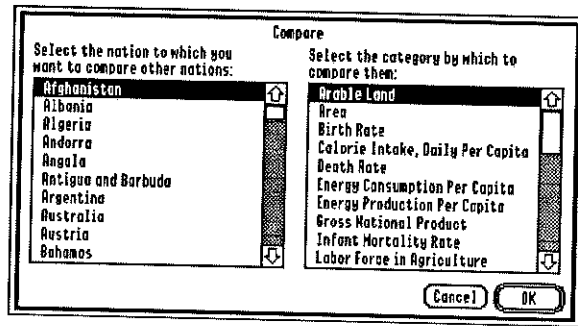 Compare
Select the nation to which you
want to compare other nations:
Afghanistan
Albania
Algeria
Andorra
Angola
Antigua and Barbuda
Argentina
Australia
Austria
Bahamas
Select the category by which to
compare them:
Arable Land
Area
Birth Rate
Calorie Intake, Daily Per Capita
Death Rate
Energy Consumption Per Capita
Energy Production Per Capita
Gross National Product
Infant Mortality Rate
Labor Force in Agriculture
Cancel
OK